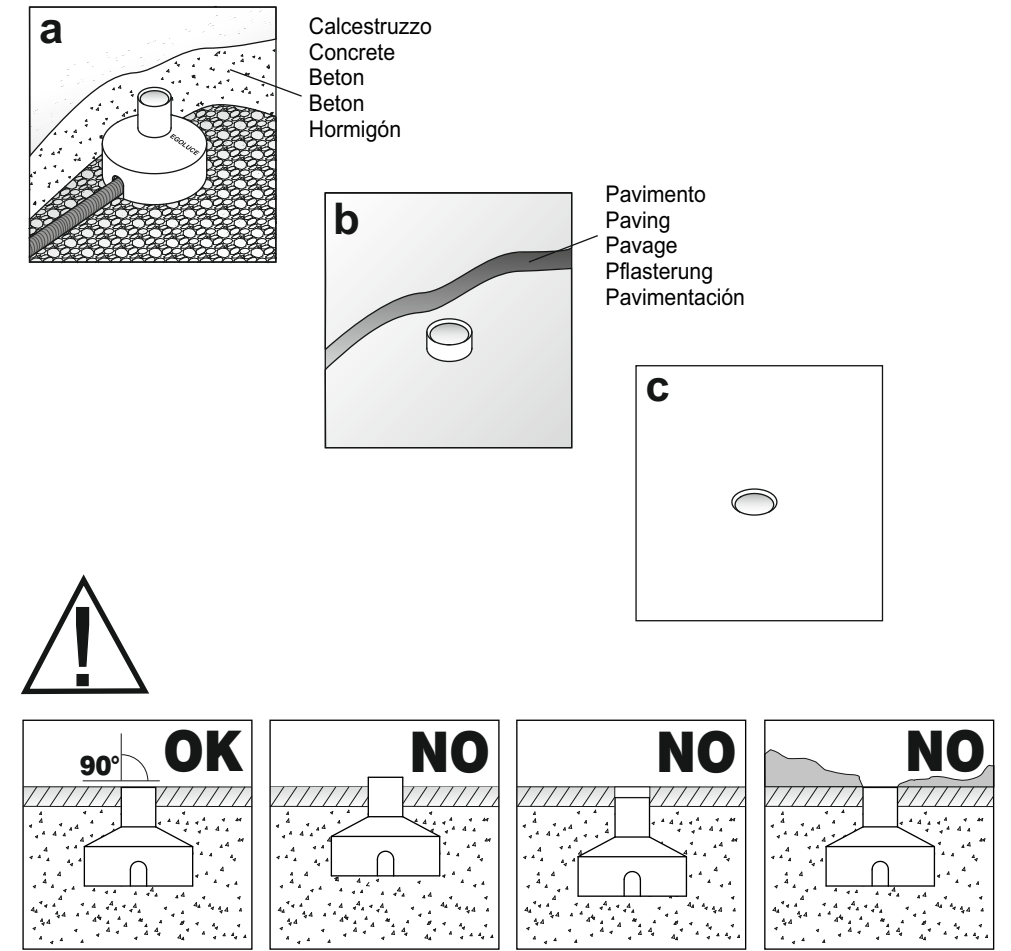 a
Calcestruzzo
Concrete
Beton
Beton
Hormigón
EGOLUCE
b
Pavimento
Paving
Pavage
Pflasterung
Pavimentación
c
!
90°
OK
NO
NO
NO